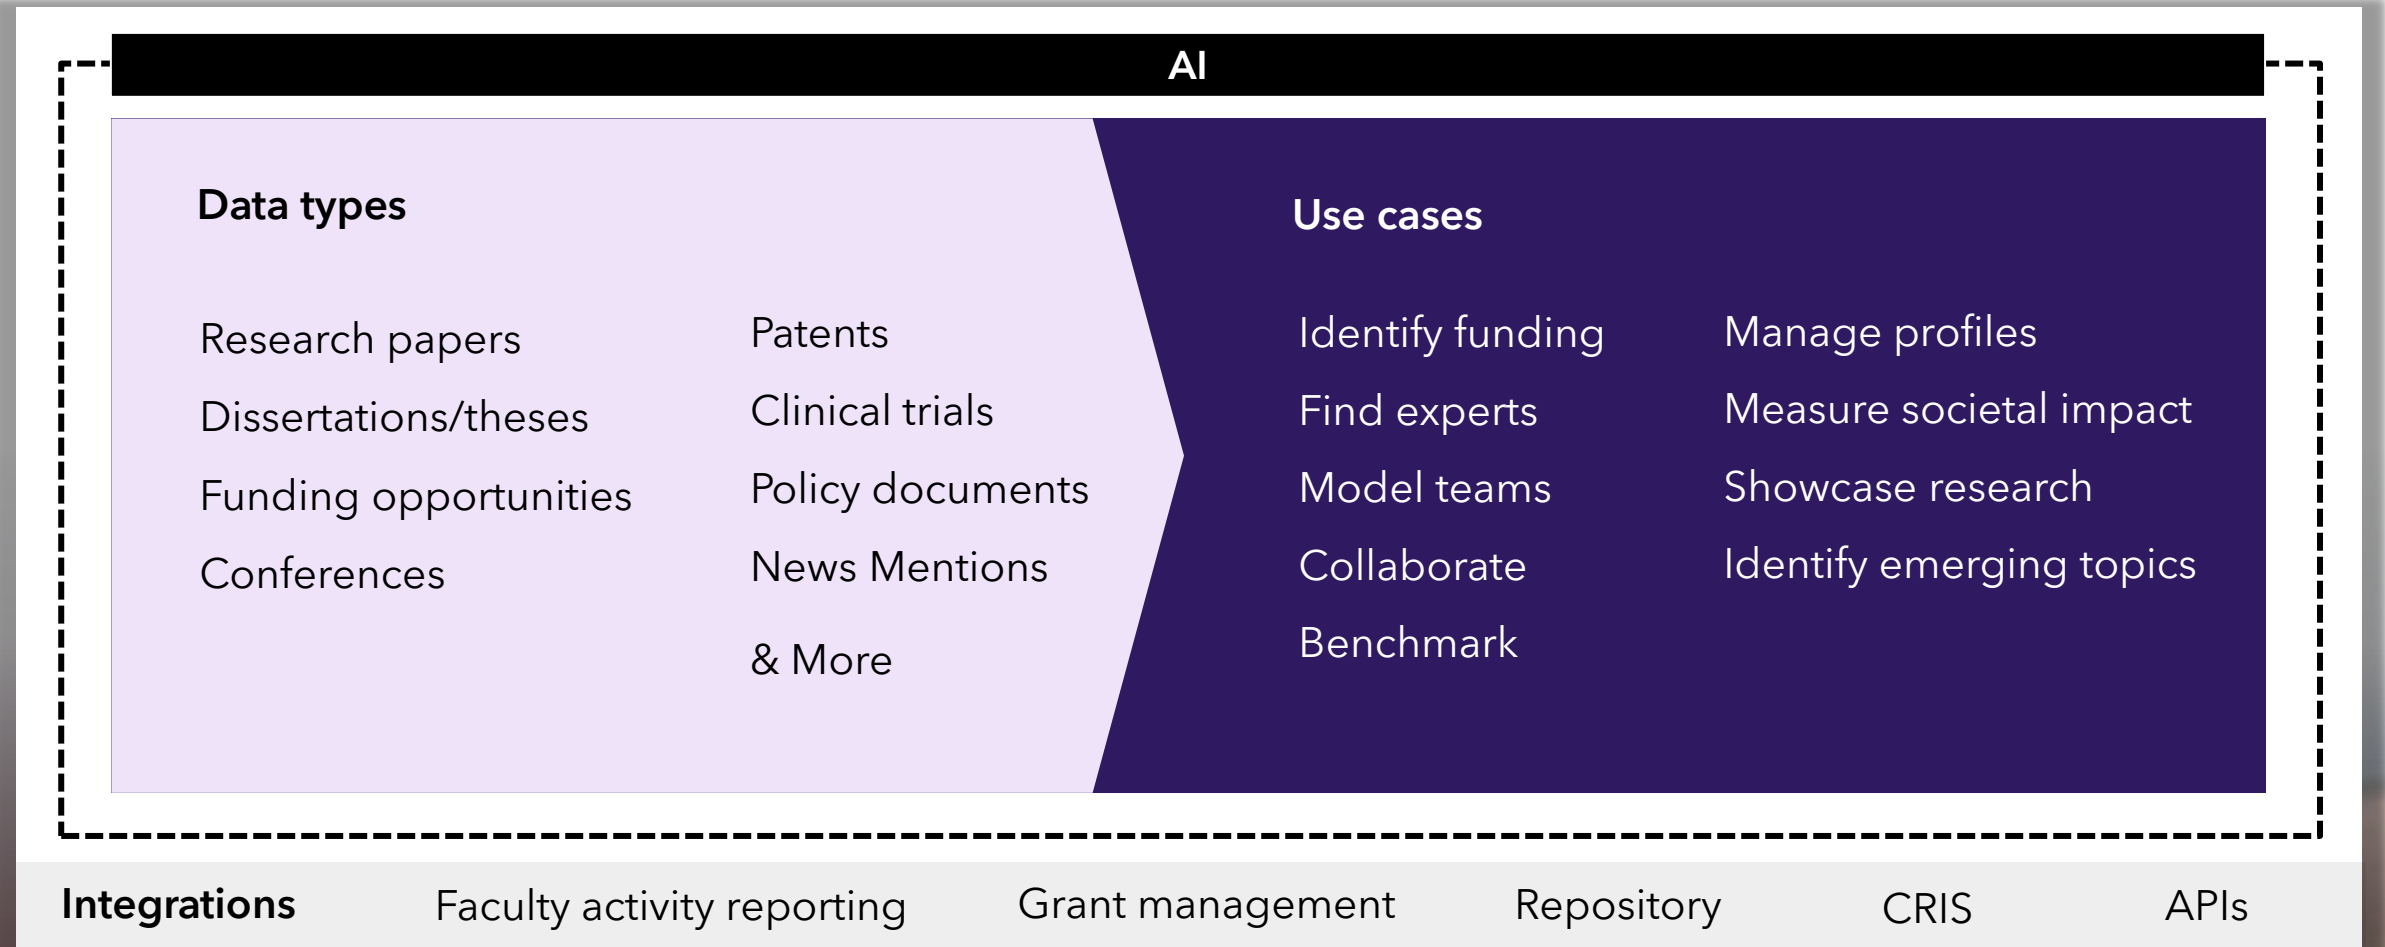 AI
Data types
Research papers
Dissertations/theses
Funding opportunities
Conferences
Patents
Clinical trials
Policy documents
News Mentions
& More
Use cases
Identify funding
Find experts
Model teams
Collaborate
Benchmark
Manage profiles
Measure societal impact
Showcase research
Identify emerging topics
Integrations
Faculty activity reporting
Grant management
Repository
CRIS
APIs